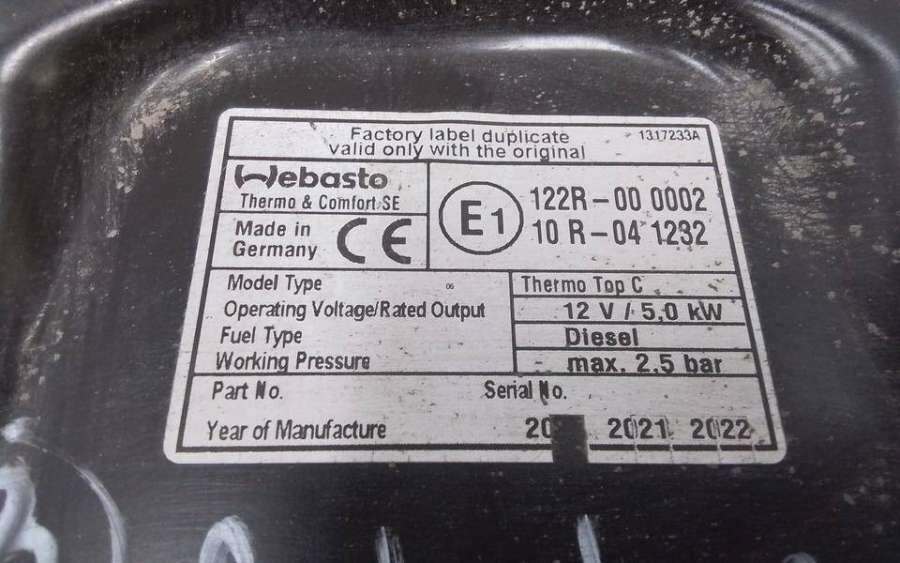 Factory label duplicate
valid only with the original
1317233A
Webasto
Thermo & Comfort SE
Made in
Germany
CE
E1
122R-00 0002
10 R-04 1232
Model Type 06 Thermo Top C
Operating Voltage/Rated Output 12 V / 5,0 kW
Fuel Type Diesel
Working Pressure max. 2.5 bar
Part No. Serial No.
Year of Manufacture 2021 2022